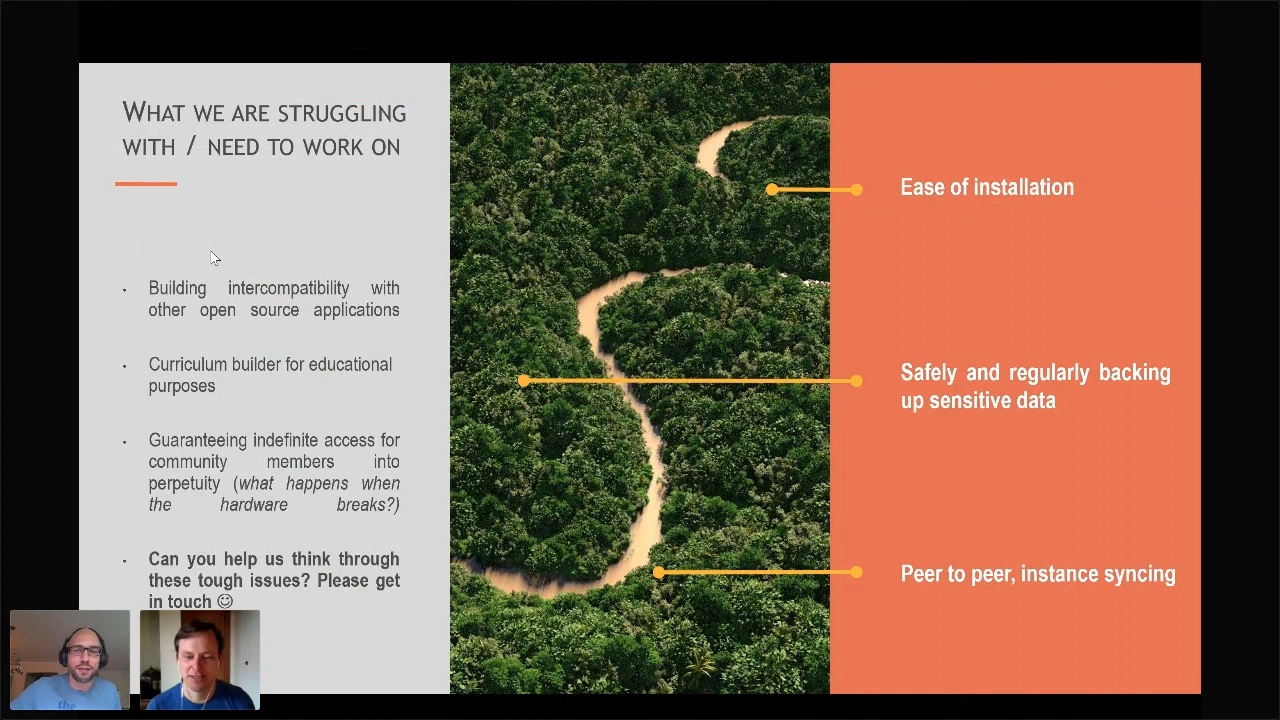 WHAT WE ARE STRUGGLING
WITH / NEED TO WORK ON
• Building intercompatibility with
other open source applications
• Curriculum builder for educational
purposes
• Guaranteeing indefinite access for
community members into
perpetuity (what happens when
the hardware breaks?)
• Can you help us think through
these tough issues? Please get
in touch ☺
Ease of installation
Safely and regularly backing
up sensitive data
Peer to peer, instance syncing